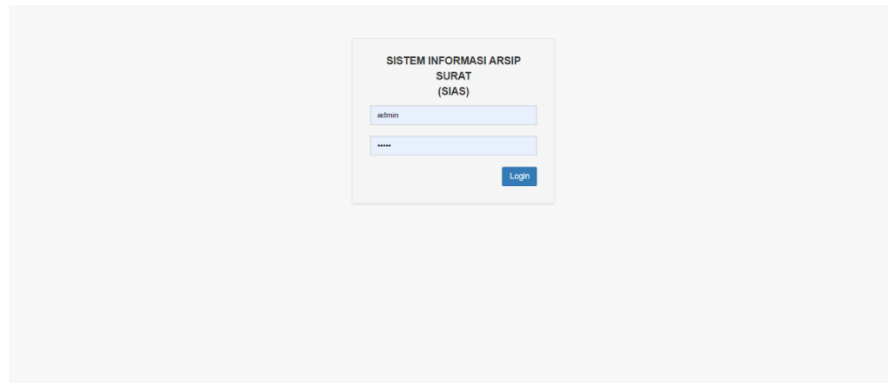 SISTEM INFORMASI ARSIP
SURAT
(SIAS)
admin
•••••
Login